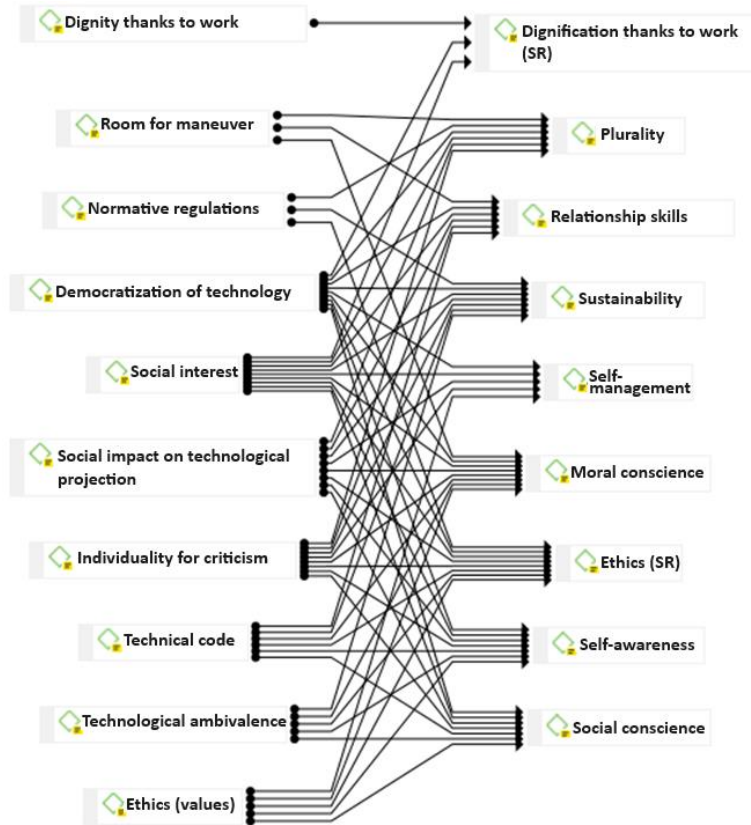 Dignity thanks to work
Dignification thanks to work
(SR)
Room for maneuver
Plurality
Normative regulations
Relationship skills
Democratization of technology
Sustainability
Social interest
Self-
management
Social impact on technological
projection
Moral conscience
Individuality for criticism
Ethics (SR)
Technical code
Self-awareness
Technological ambivalence
Social conscience
Ethics (values)